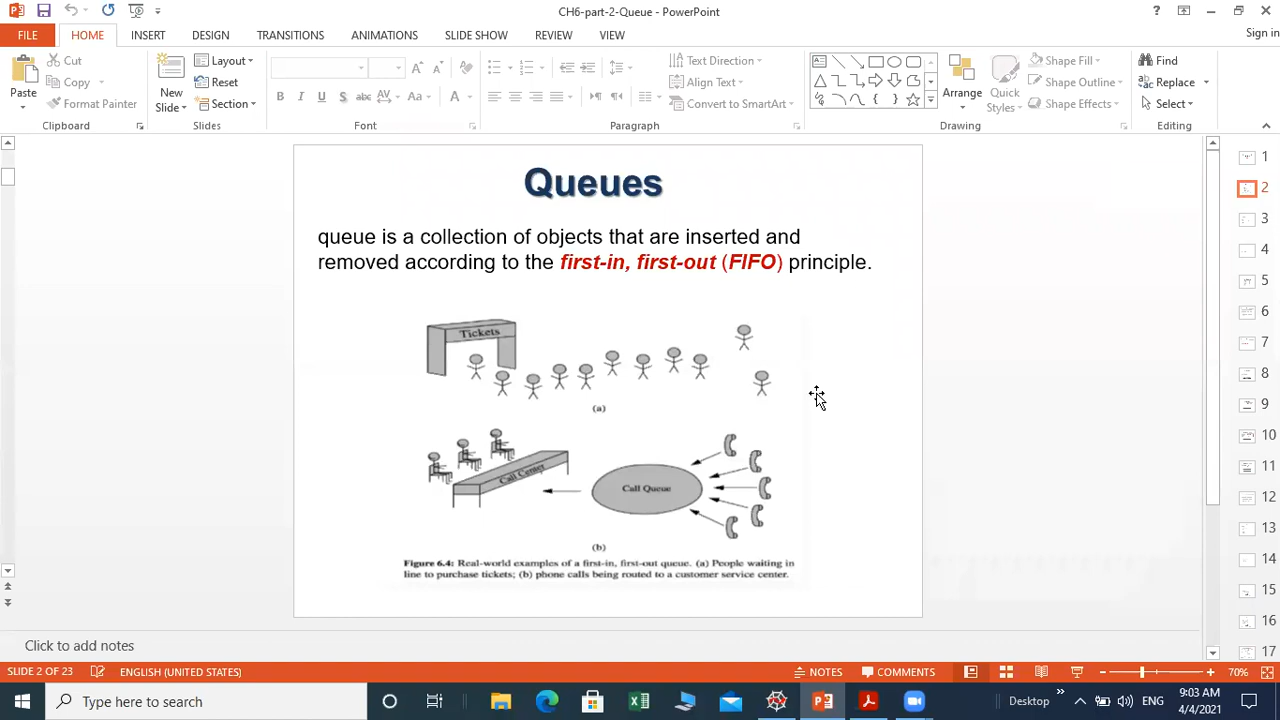 CH6-part-2-Queue - PowerPoint
?
Sign in
FILE HOME INSERT DESIGN TRANSITIONS ANIMATIONS SLIDE SHOW REVIEW VIEW
Paste
Cut
Copy
Format Painter
Clipboard
New
Slide
Layout
Reset
Section
Slides
B I U S abc AV Aa A
Font
Text Direction
Align Text
Convert to SmartArt
Paragraph
Arrange
Quick
Styles
Shape Fill
Shape Outline
Shape Effects
Drawing
Find
Replace
Select
Editing
Queues
queue is a collection of objects that are inserted and
removed according to the first-in, first-out (FIFO) principle.
Tickets
(a)
Call Center
Call Queue
(b)
Figure 6.4: Real-world examples of a first-in, first-out queue. (a) People waiting in
line to purchase tickets; (b) phone calls being routed to a customer service center.
1
2
3
4
5
6
7
8
9
10
11
12
13
14
15
16
17
Click to add notes
SLIDE 2 OF 23 ENGLISH (UNITED STATES) NOTES COMMENTS 70%
Type here to search
Desktop
ENG
9:03 AM
4/4/2021